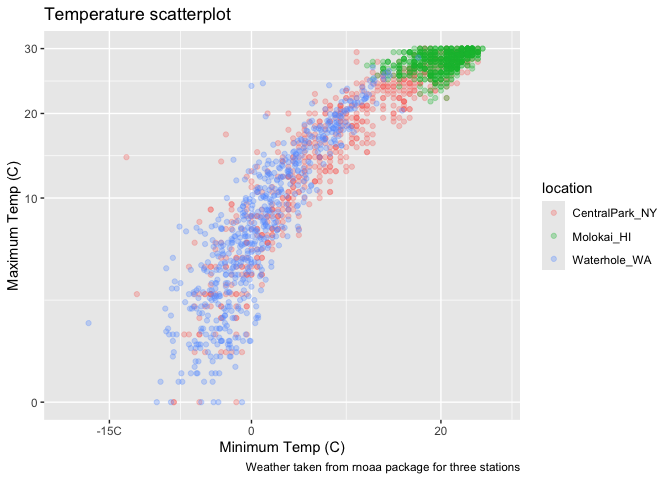 Temperature scatterplot
30
20
10
0
Maximum Temp (C)
-15C
0
20
Minimum Temp (C)
Weather taken from rnoaa package for three stations
location
CentralPark_NY
Molokai_HI
Waterhole_WA